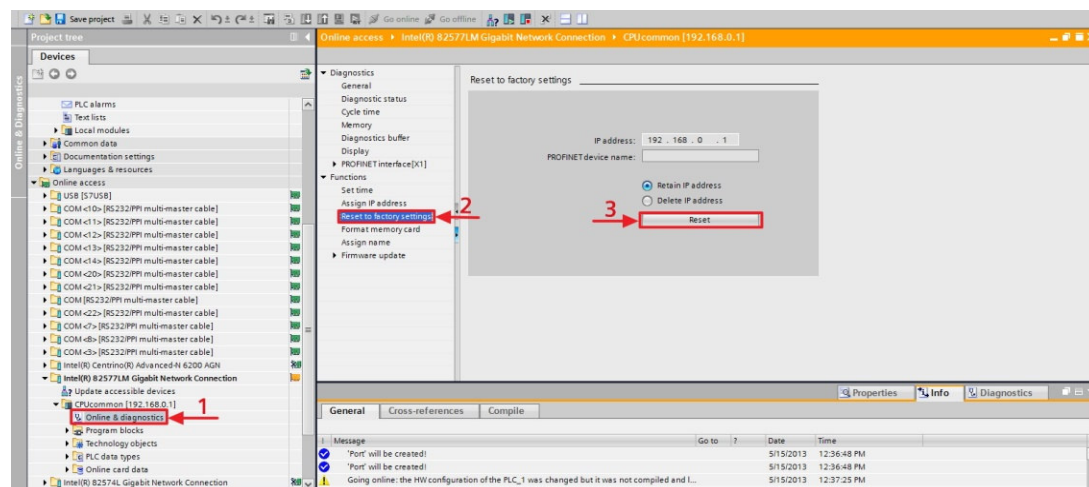 Save project
Go online
Go offline
Project tree
Online access
Intel(R) 82577LM Gigabit Network Connection
CPUcommon [192.168.0.1]
Devices
Online & Diagnostics
PLC alarms
Text lists
Local modules
Common data
Documentation settings
Languages & resources
Online access
USB [S7USB]
COM <10> [RS232/PPI multi-master cable]
COM <11> [RS232/PPI multi-master cable]
COM <12> [RS232/PPI multi-master cable]
COM <13> [RS232/PPI multi-master cable]
COM <14> [RS232/PPI multi-master cable]
COM <20> [RS232/PPI multi-master cable]
COM <21> [RS232/PPI multi-master cable]
COM [RS232/PPI multi-master cable]
COM <22> [RS232/PPI multi-master cable]
COM <7> [RS232/PPI multi-master cable]
COM <8> [RS232/PPI multi-master cable]
COM <3> [RS232/PPI multi-master cable]
Intel(R) Centrino(R) Advanced-N 6200 AGN
Intel(R) 82577LM Gigabit Network Connection
Update accessible devices
CPUcommon [192.168.0.1]
Online & diagnostics
1
Program blocks
Technology objects
PLC data types
Online card data
Intel(R) 82574L Gigabit Network Connection
Diagnostics
General
Diagnostic status
Cycle time
Memory
Diagnostics buffer
Display
PROFINET interface [X1]
Functions
Set time
Assign IP address
Reset to factory settings
2
Format memory card
Assign name
Firmware update
Reset to factory settings
IP address: 192 . 168 . 0 . 1
PROFINET device name:
Retain IP address
Delete IP address
3
Reset
Properties
Info
Diagnostics
General
Cross-references
Compile
! Message Go to ? Date Time
'Port' will be created! 5/15/2013 12:36:48 PM
'Port' will be created! 5/15/2013 12:36:48 PM
Going online: the HW configuration of the PLC_1 was changed but it was not compiled and l... 5/15/2013 12:37:25 PM